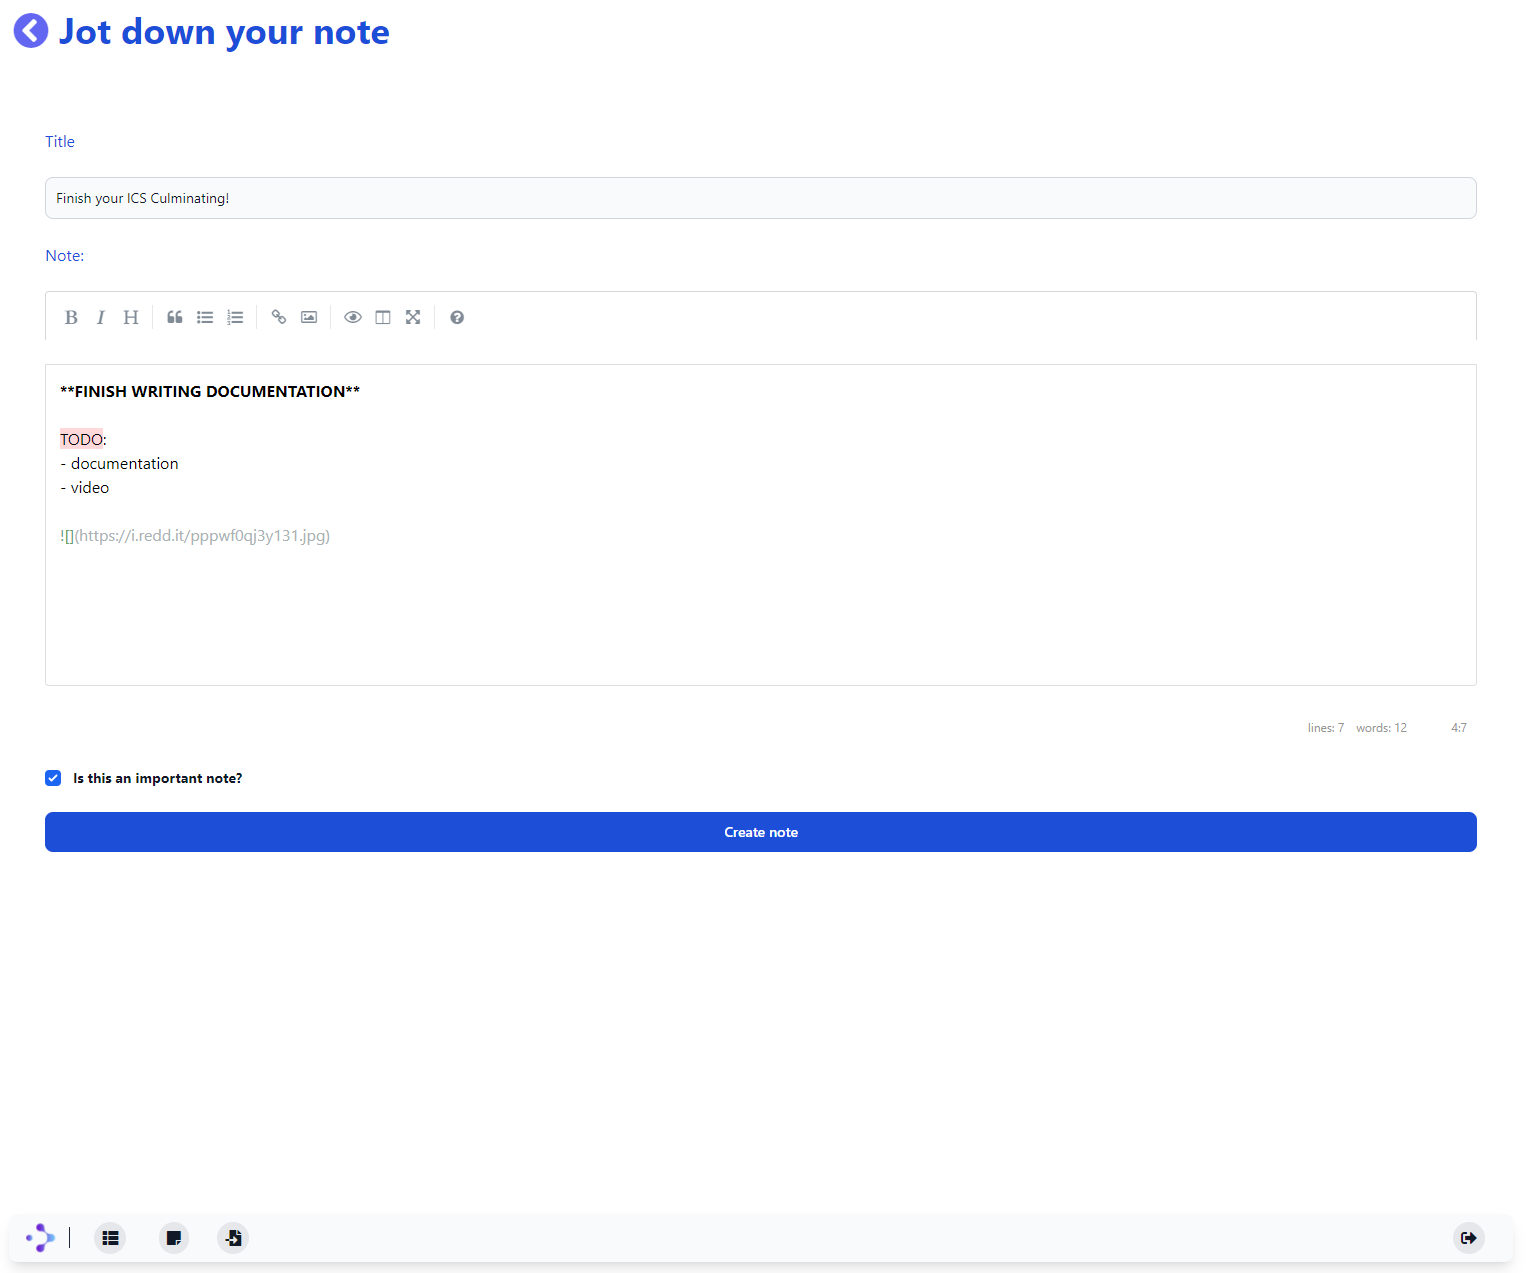 Jot down your note
Title
Finish your ICS Culminating!
Note:
B I H
**FINISH WRITING DOCUMENTATION**
TODO:
- documentation
- video
![](https://i.redd.it/pppwf0qj3y131.jpg)
lines: 7 words: 12 4:7
Is this an important note?
Create note